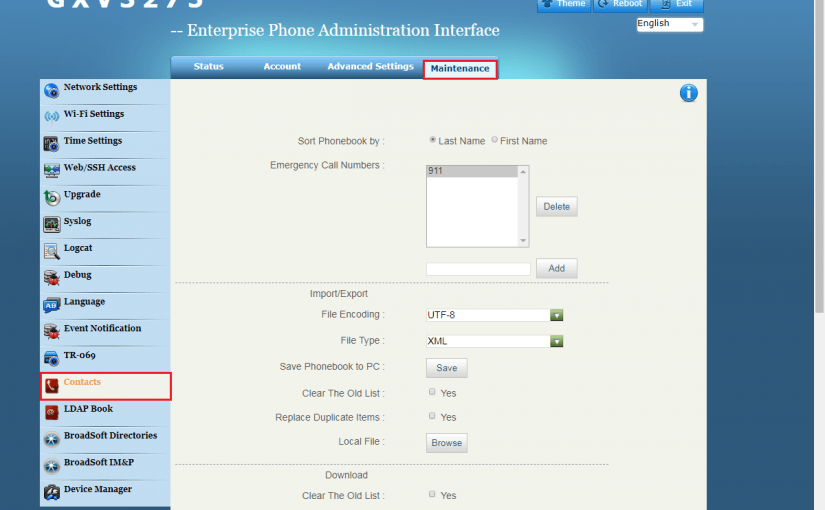 GXV3275
Theme
Reboot
Exit
-- Enterprise Phone Administration Interface
English
Status
Account
Advanced Settings
Maintenance
Network Settings
Wi-Fi Settings
Time Settings
Web/SSH Access
Upgrade
Syslog
Logcat
Debug
Language
Event Notification
TR-069
Contacts
LDAP Book
BroadSoft Directories
BroadSoft IM&P
Device Manager
Sort Phonebook by : Last Name First Name
Emergency Call Numbers :
911
Delete
Add
Import/Export
File Encoding : UTF-8
File Type : XML
Save Phonebook to PC : Save
Clear The Old List : Yes
Replace Duplicate Items : Yes
Local File : Browse
Download
Clear The Old List : Yes